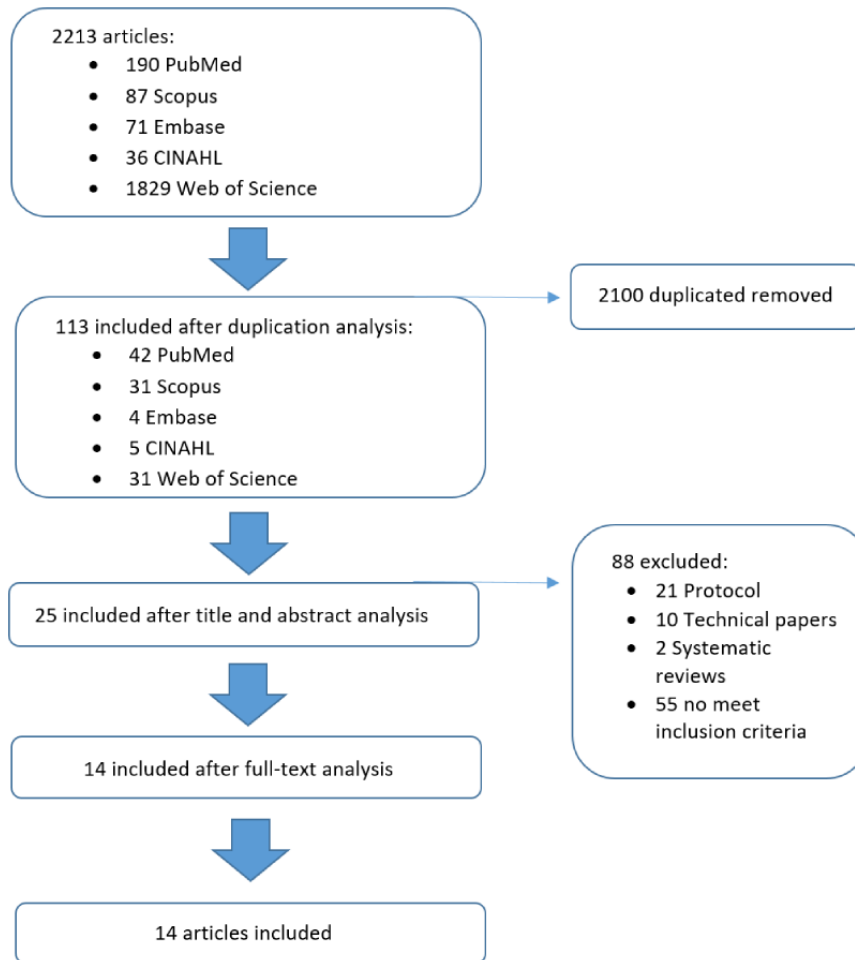 2213 articles:
• 190 PubMed
• 87 Scopus
• 71 Embase
• 36 CINAHL
• 1829 Web of Science
2100 duplicated removed
113 included after duplication analysis:
• 42 PubMed
• 31 Scopus
• 4 Embase
• 5 CINAHL
• 31 Web of Science
88 excluded:
• 21 Protocol
• 10 Technical papers
• 2 Systematic
reviews
• 55 no meet
inclusion criteria
25 included after title and abstract analysis
14 included after full-text analysis
14 articles included